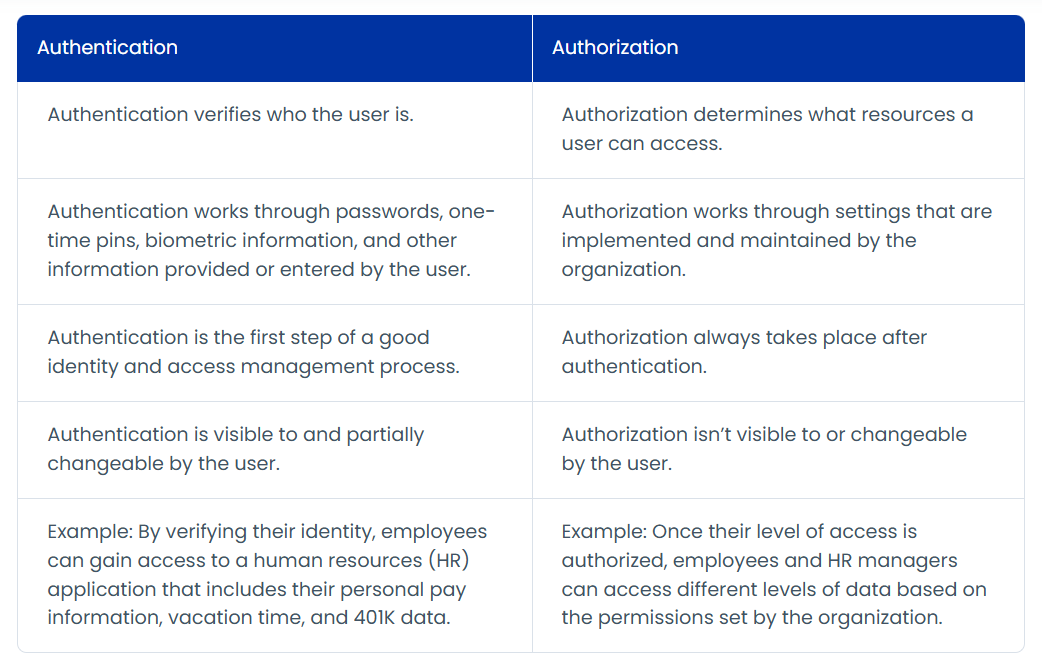 Authentication
Authorization
Authentication verifies who the user is.
Authorization determines what resources a
user can access.
Authentication works through passwords, one-
time pins, biometric information, and other
information provided or entered by the user.
Authorization works through settings that are
implemented and maintained by the
organization.
Authentication is the first step of a good
identity and access management process.
Authorization always takes place after
authentication.
Authentication is visible to and partially
changeable by the user.
Authorization isn’t visible to or changeable
by the user.
Example: By verifying their identity, employees
can gain access to a human resources (HR)
application that includes their personal pay
information, vacation time, and 401K data.
Example: Once their level of access is
authorized, employees and HR managers
can access different levels of data based on
the permissions set by the organization.